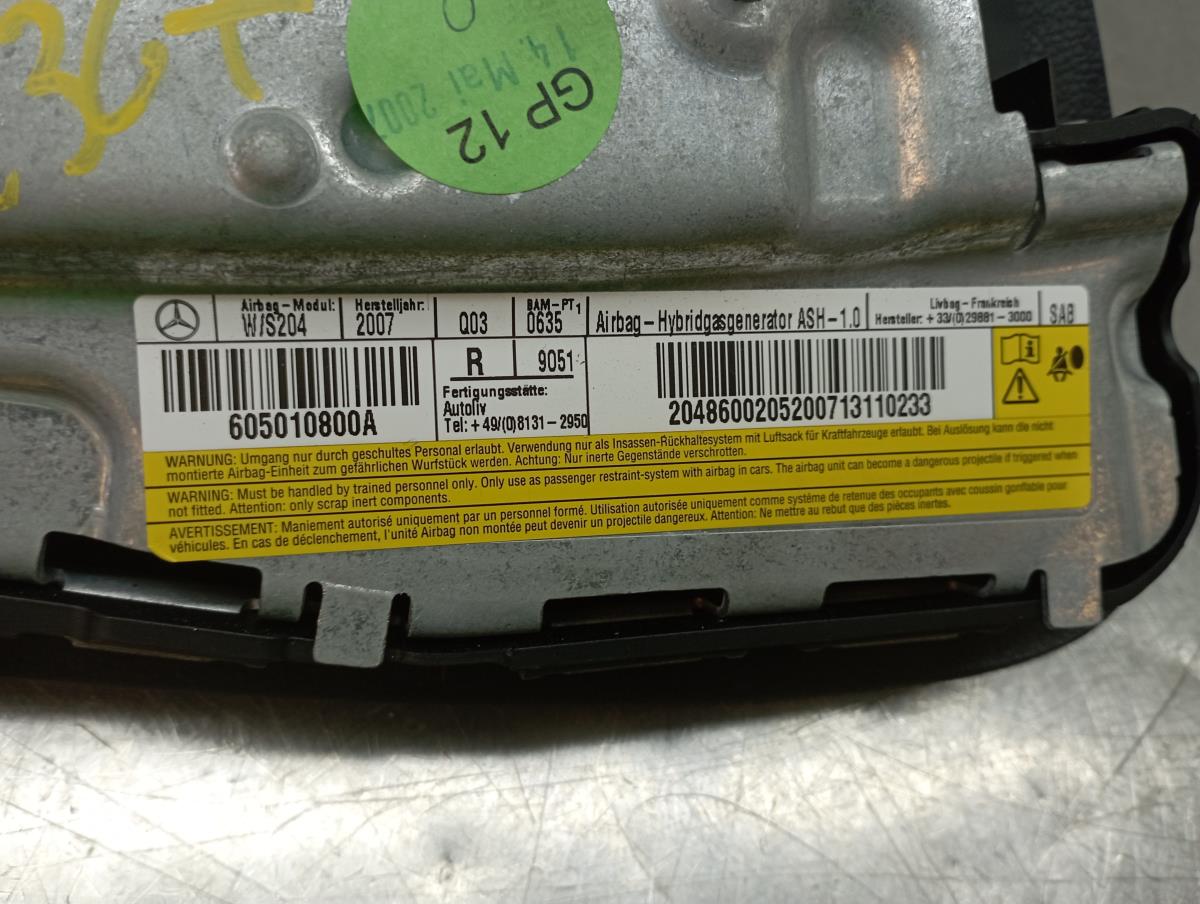 0
14. Mai 2007
GP 12
Airbag-Modul:
W/S204
Herstelljahr:
2007
Q03
BAM-PT1
0635
Airbag-Hybridgasgenerator ASH-1.0
Livbag-Frankreich
Hersteller: +33/(0)29881-3000
SAB
R
9051
605010800A
Fertigungsstätte:
Autoliv
Tel: +49/(0)8131-2950
2048600205200713110233
WARNUNG: Umgang nur durch geschultes Personal erlaubt. Verwendung nur als Insassen-Rückhaltesystem mit Luftsack für Kraftfahrzeuge erlaubt. Bei Auslösung kann die nicht
montierte Airbag-Einheit zum gefährlichen Wurfstück werden. Achtung: Nur inerte Gegenstände verschrotten.
WARNING: Must be handled by trained personnel only. Only use as passenger restraint-system with airbag in cars. The airbag unit can become a dangerous projectile if triggered when
not fitted. Attention: only scrap inert components.
AVERTISSEMENT: Maniement autorisé uniquement par un personnel formé. Utilisation autorisée uniquement comme système de retenue des occupants avec coussin gonflable pour
véhicules. En cas de déclenchement, l'unité Airbag non montée peut devenir un projectile dangereux. Attention: Ne mettre au rebut que des pièces inertes.